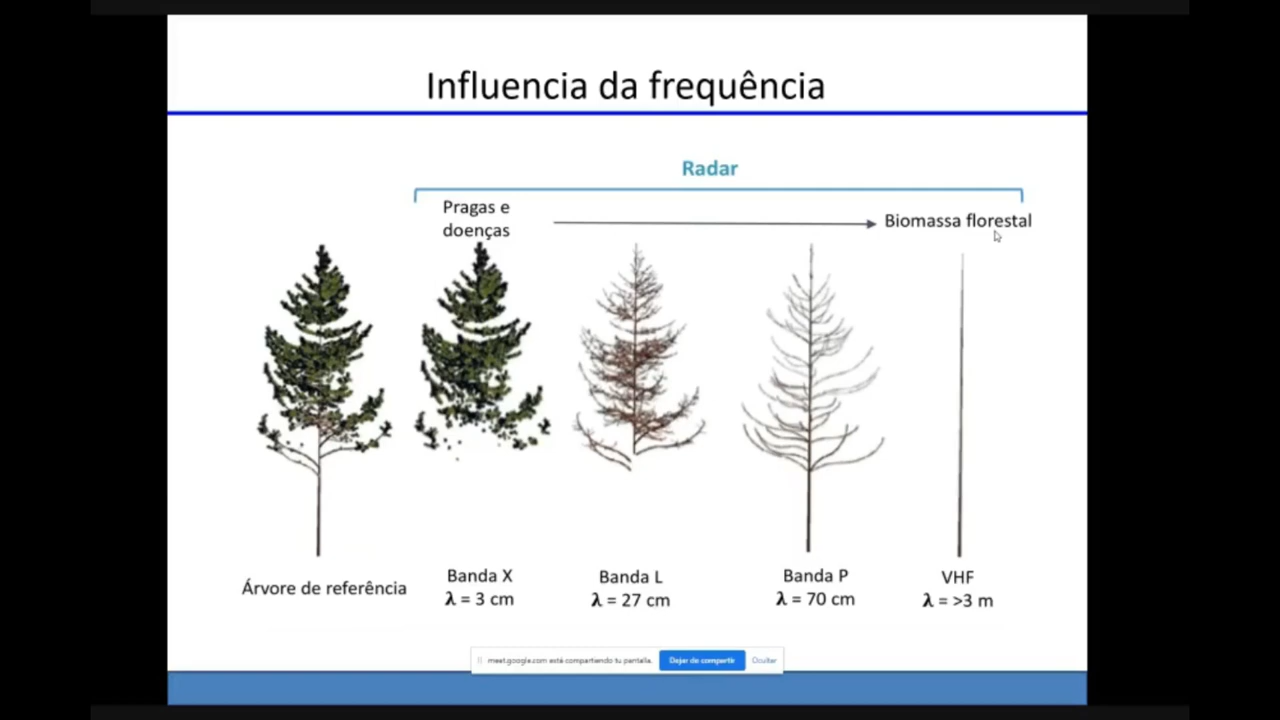 Influencia da frequência
Radar
Pragas e
doenças
Biomassa florestal
Árvore de referência
Banda X
λ = 3 cm
Banda L
λ = 27 cm
Banda P
λ = 70 cm
VHF
λ = >3 m
meet.google.com está compartiendo tu pantalla.
Dejar de compartir
Ocultar